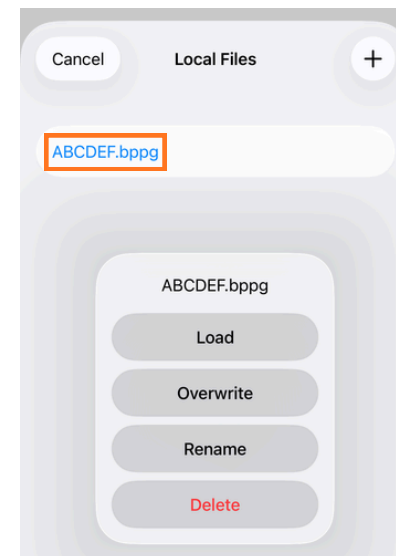 Cancel Local Files +
ABCDEF.bppg
ABCDEF.bppg
Load
Overwrite
Rename
Delete